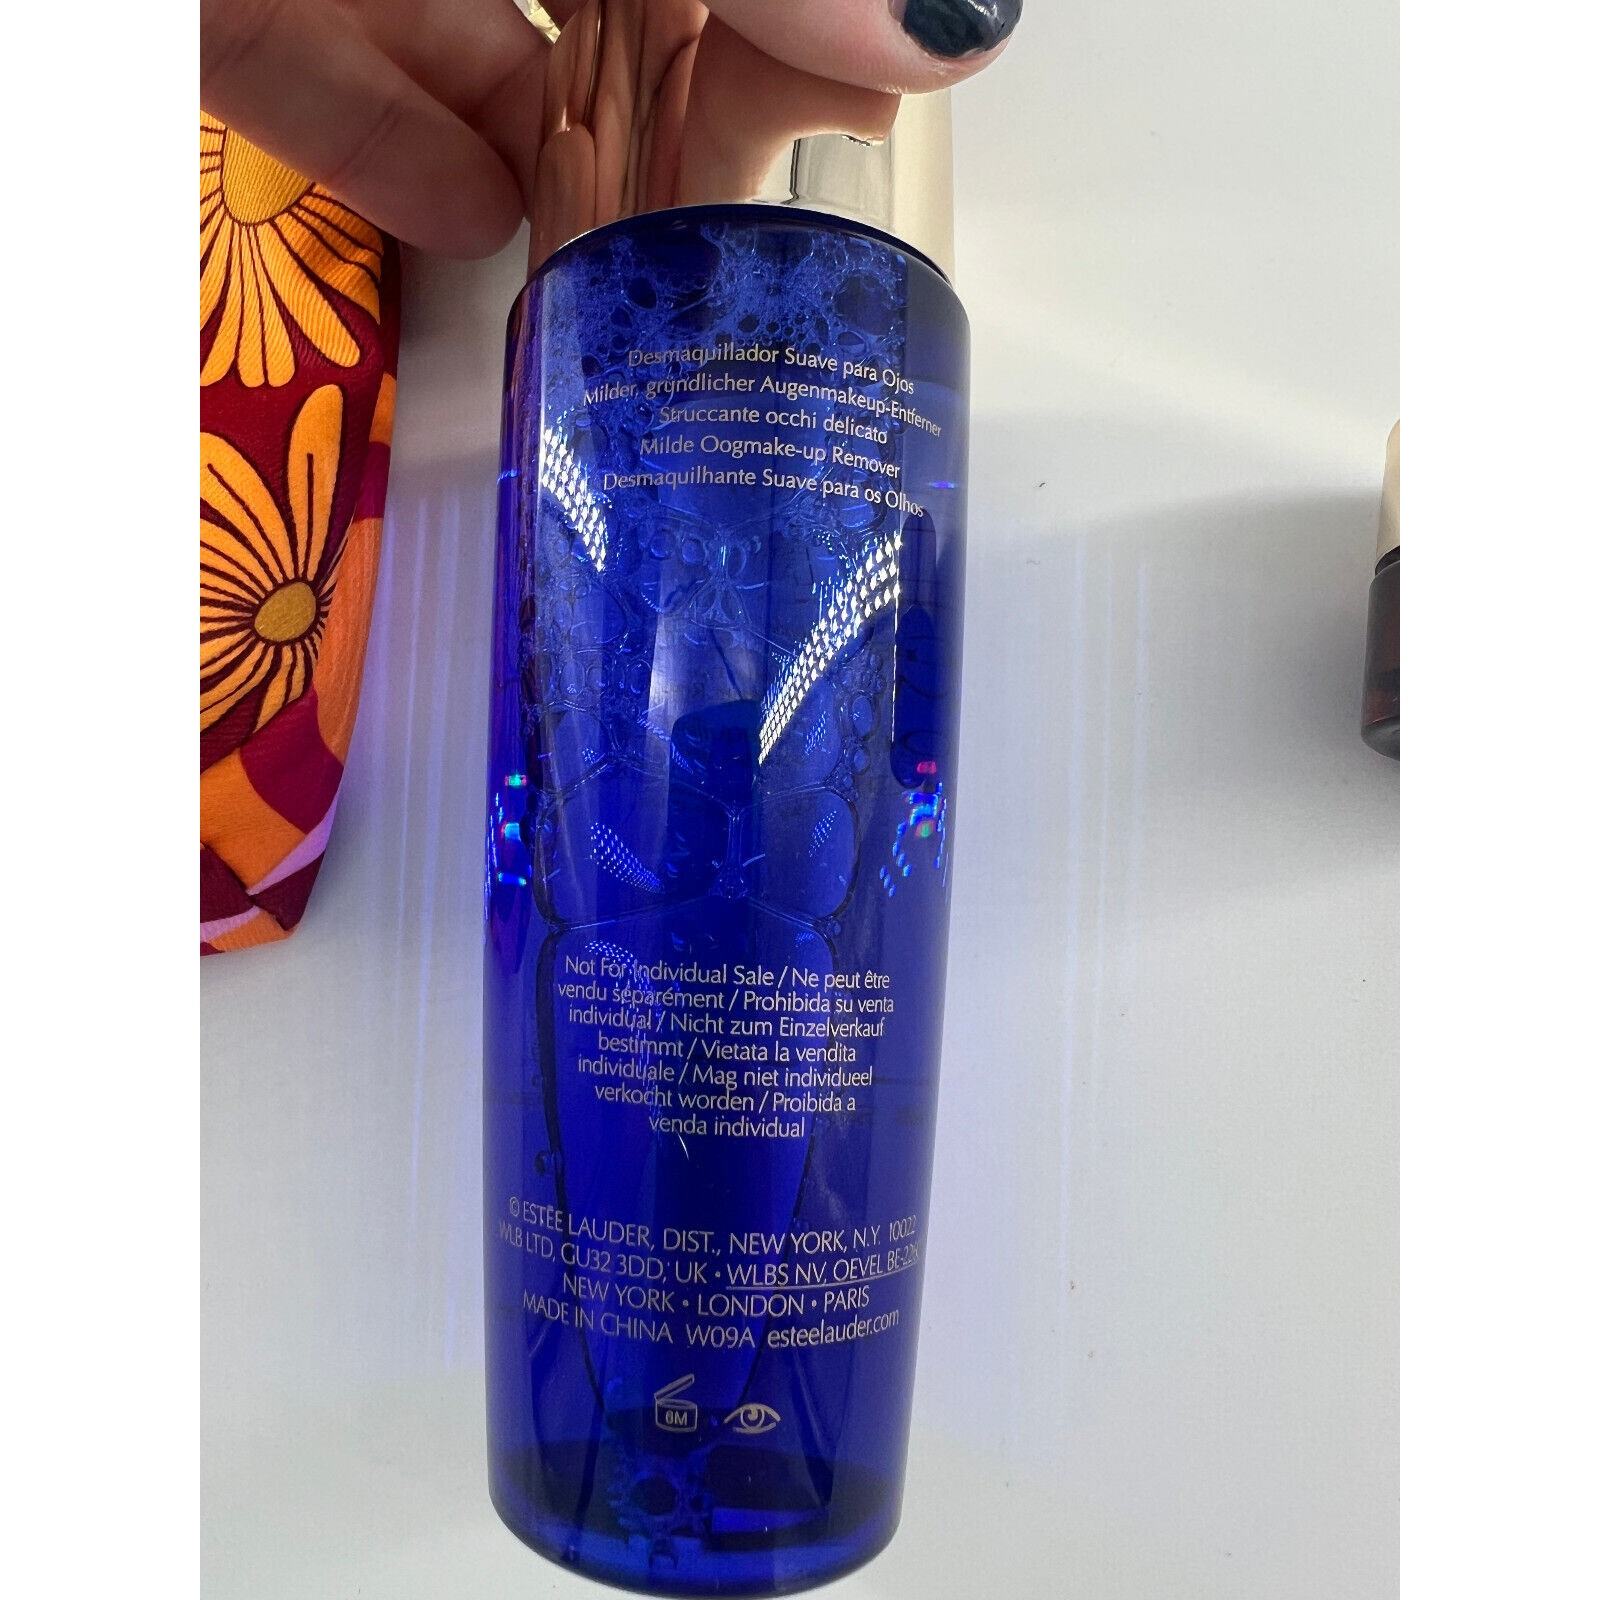 Desmaquillador Suave para Ojos
Milder, gründlicher Augenmakeup-Entferner
Struccante occhi delicato
Milde Oogmake-up Remover
Desmaquilhante Suave para os Olhos
Not For Individual Sale / Ne peut être
vendu séparément / Prohibida su venta
individual / Nicht zum Einzelverkauf
bestimmt / Vietata la vendita
individuale / Mag niet individueel
verkocht worden / Proibida a
venda individual
© ESTĒE LAUDER, DIST., NEW YORK, N.Y. 10022
WLB LTD, GU32 3DD, UK • WLBS NV, OEVEL
NEW YORK • LONDON • PARIS
MADE IN CHINA W09A esteelauder.com
6M